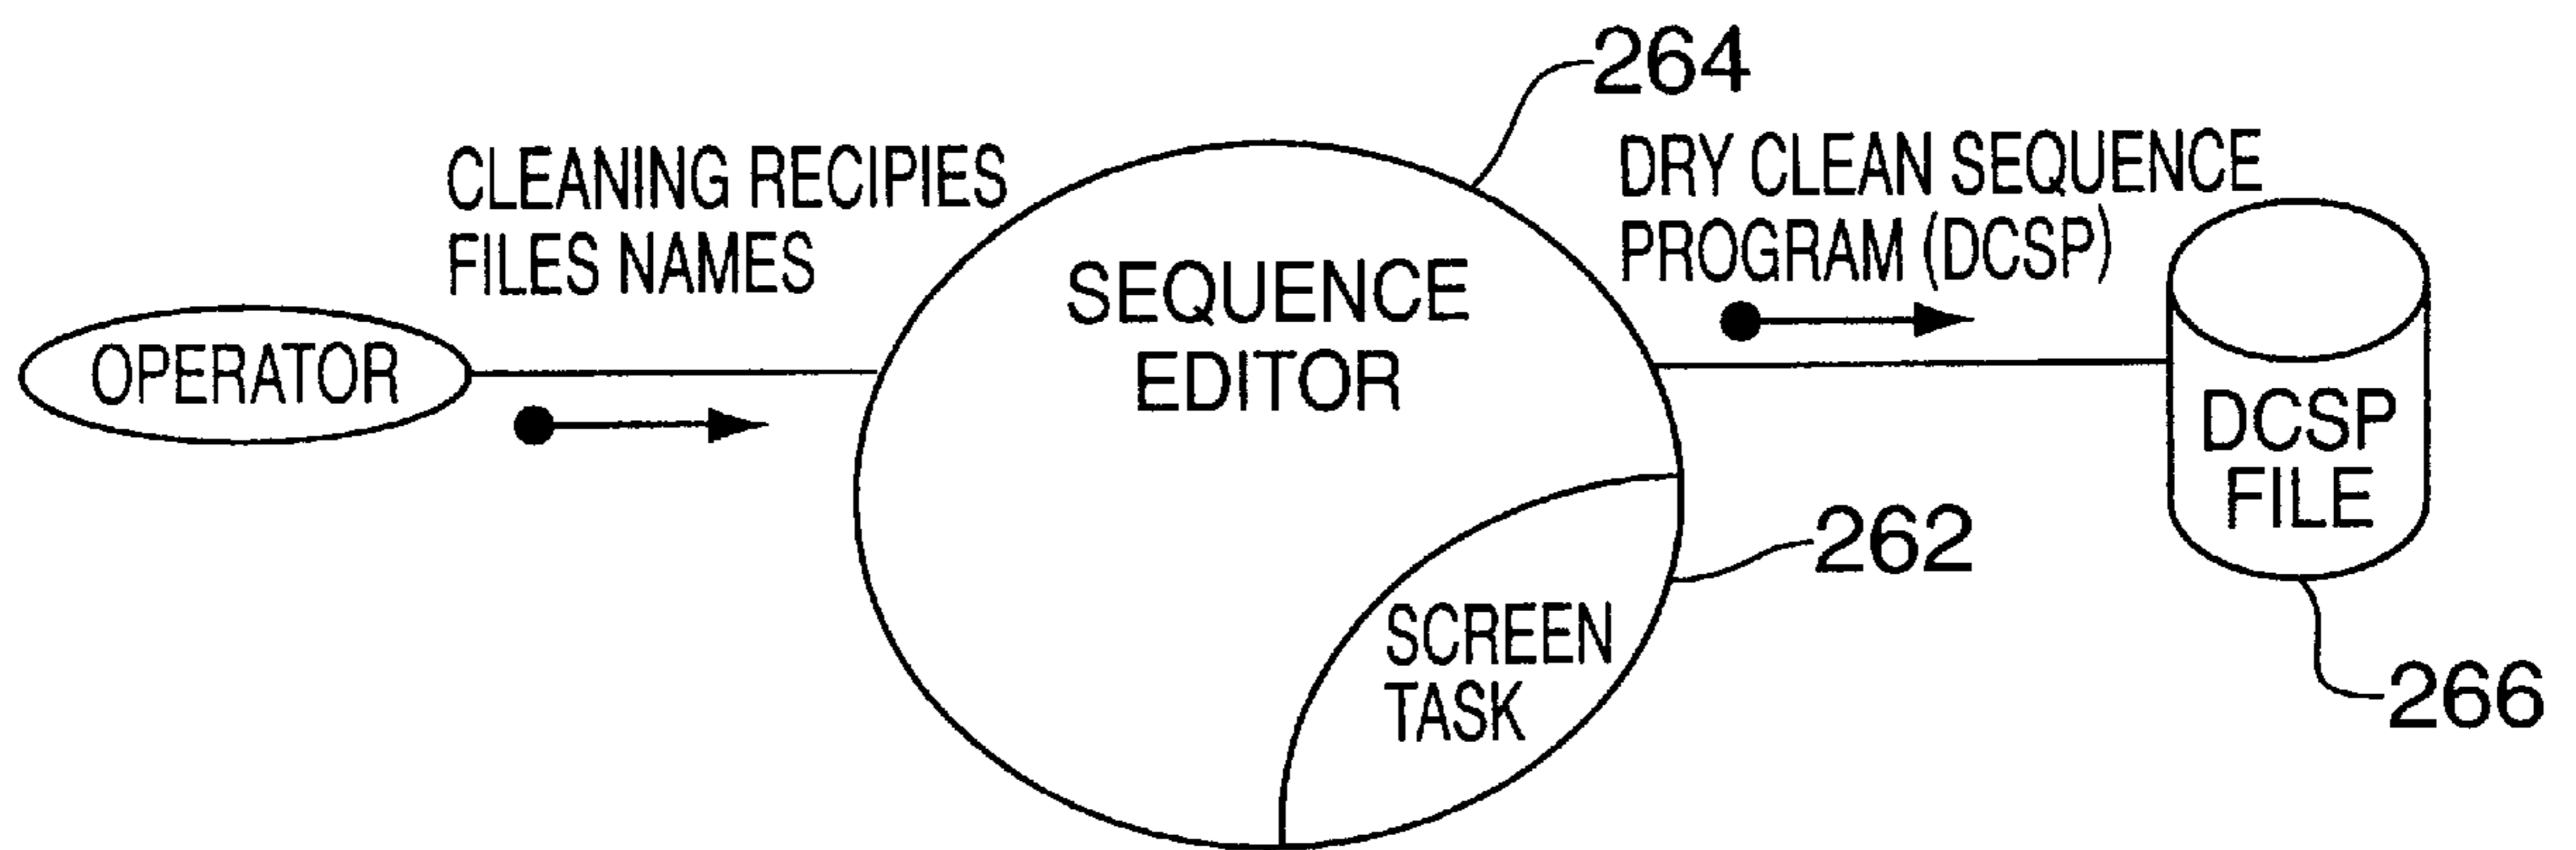 264
CLEANING RECIPIES
FILES NAMES
DRY CLEAN SEQUENCE
PROGRAM (DCSP)
SEQUENCE
EDITOR
OPERATOR
DCSP
FILE
262
SCREEN
TASK
266